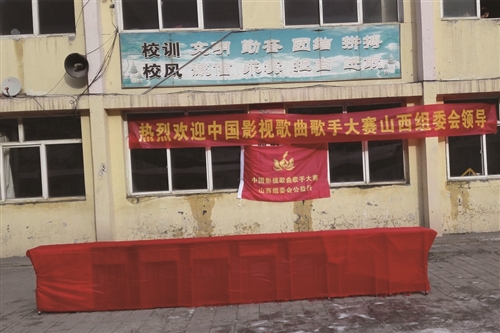 校训 文明 勤奋 团结 拼搏
校风
热烈欢迎中国影视歌曲歌手大赛山西组委会领导
中国影视歌曲歌手大赛
山西组委会公益行